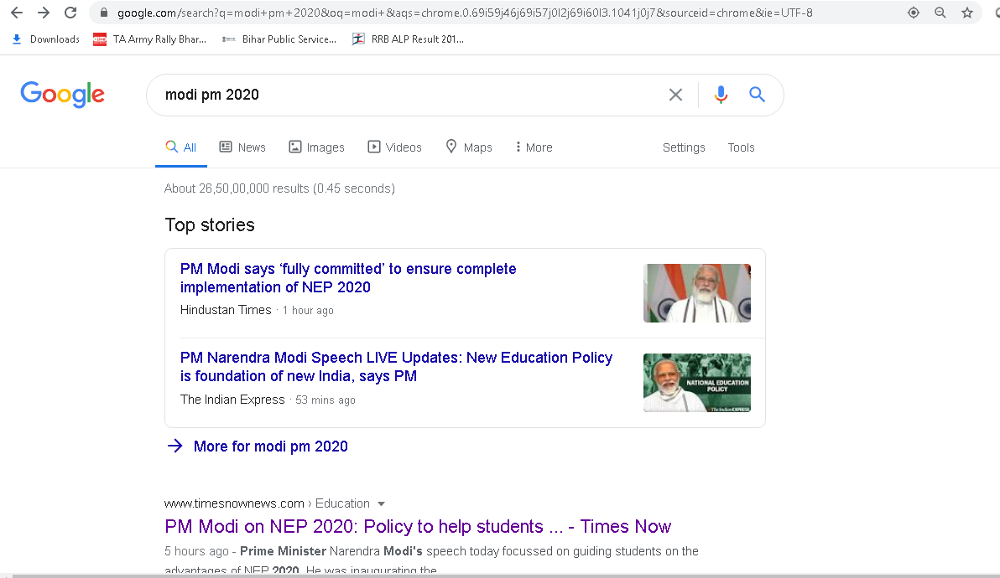 google.com/search?q=modi+pm+2020&oq=modi+&aqs=chrome.0.69i59j46j69i57j0l2j69i60l3.1041j0j7&sourceid=chrome&ie=UTF-8
Downloads TA Army Rally Bhar... Bihar Public Service... RRB ALP Result 201...
Google modi pm 2020
All News Images Videos Maps More Settings Tools
About 26,50,00,000 results (0.45 seconds)
Top stories
PM Modi says ‘fully committed’ to ensure complete
implementation of NEP 2020
Hindustan Times · 1 hour ago
PM Narendra Modi Speech LIVE Updates: New Education Policy
is foundation of new India, says PM
The Indian Express · 53 mins ago
NATIONAL EDUCATION
POLICY
The Indian EXPRESS
More for modi pm 2020
www.timesnownews.com › Education
PM Modi on NEP 2020: Policy to help students ... - Times Now
5 hours ago - Prime Minister Narendra Modi's speech today focussed on guiding students on the
advantages of NEP 2020. He was inaugurating the